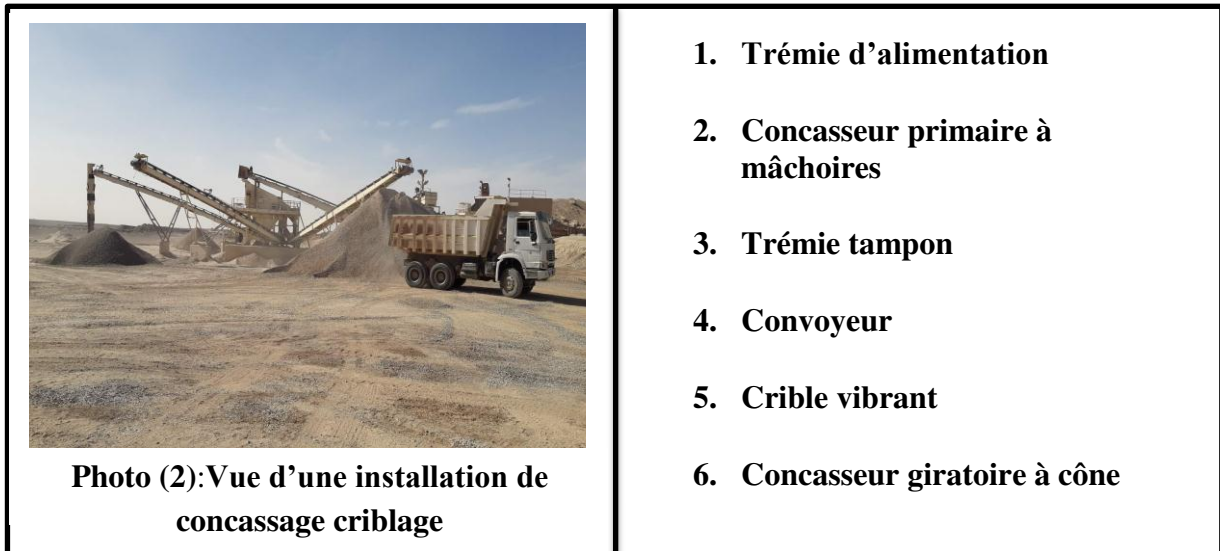 1. Trémie d’alimentation
2. Concasseur primaire à
mâchoires
3. Trémie tampon
4. Convoyeur
5. Crible vibrant
6. Concasseur giratoire à cône
Photo (2):Vue d’une installation de
concassage criblage